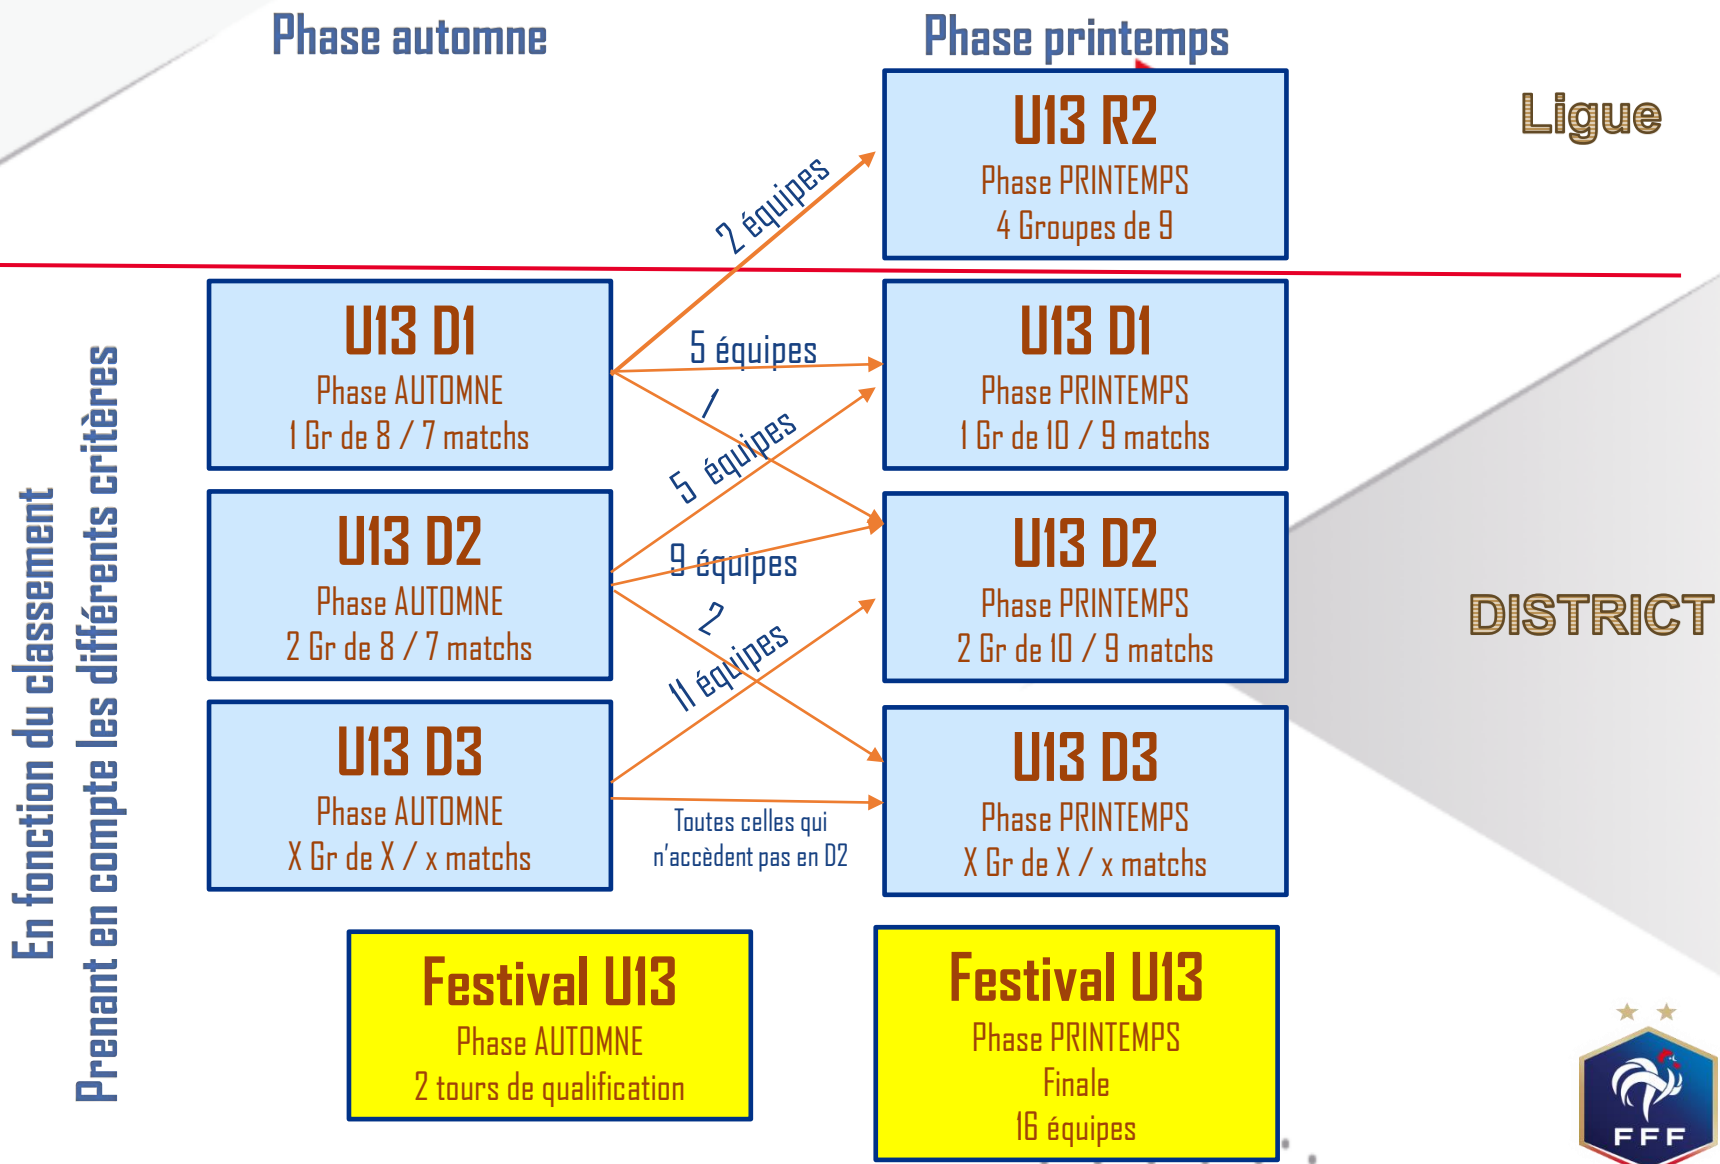 Phase automne
Phase printemps
U13 R2
Phase PRINTEMPS
4 Groupes de 9
Ligue
2 équipes
U13 D1
Phase AUTOMNE
1 Gr de 8 / 7 matchs
5 équipes
1
5 équipes
U13 D1
Phase PRINTEMPS
1 Gr de 10 / 9 matchs
En fonction du classement
Prenant en compte les différents critères
U13 D2
Phase AUTOMNE
2 Gr de 8 / 7 matchs
9 équipes
2
11 équipes
U13 D2
Phase PRINTEMPS
2 Gr de 10 / 9 matchs
DISTRICT
U13 D3
Phase AUTOMNE
X Gr de X / x matchs
Toutes celles qui
n'accèdent pas en D2
U13 D3
Phase PRINTEMPS
X Gr de X / x matchs
Festival U13
Phase AUTOMNE
2 tours de qualification
Festival U13
Phase PRINTEMPS
Finale
16 équipes
FFF